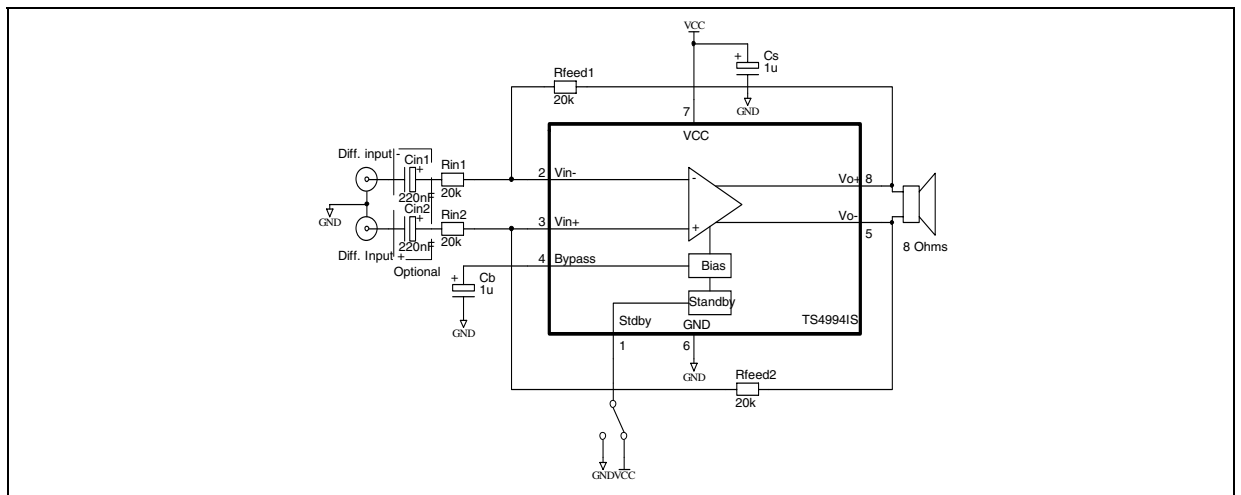 VCC
+ Cs
1u
GND
Rfeed1
20k
7
VCC
Diff. input -
Cin1
+
220nF
Rin1
20k
2 Vin-
-
Vo+ 8
GND
Cin2
+
220nF
Rin2
20k
3 Vin+
+
Vo-
5
8 Ohms
Diff. Input +
Optional
4 Bypass
Bias
+ Cb
1u
GND
Standby
Stdby
GND
TS4994IS
1
6
GND
Rfeed2
20k
GND
VCC